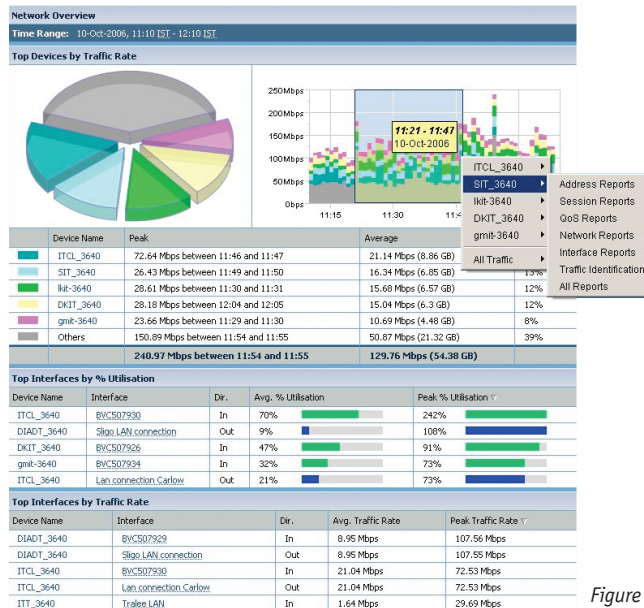 Network Overview
Time Range: 10-Oct-2006, 11:10 IST - 12:10 IST
Top Devices by Traffic Rate
250Mbps
200Mbps
150Mbps
100Mbps
50Mbps
0bps
11:15
11:30
11:4
11:21 - 11:47
10-Oct-2006
ITCL_3640
SIT_3640
lkit-3640
DKIT_3640
gmit-3640
All Traffic
Address Reports
Session Reports
QoS Reports
Network Reports
Interface Reports
Traffic Identification
All Reports
Device Name Peak Average
ITCL_3640 72.64 Mbps between 11:46 and 11:47 21.14 Mbps (8.86 GB)
SIT_3640 26.43 Mbps between 11:49 and 11:50 16.34 Mbps (6.85 GB) 13%
lkit-3640 28.61 Mbps between 11:30 and 11:31 15.68 Mbps (6.57 GB) 12%
DKIT_3640 28.18 Mbps between 12:04 and 12:05 15.04 Mbps (6.3 GB) 12%
gmit-3640 23.66 Mbps between 11:29 and 11:30 10.69 Mbps (4.48 GB) 8%
Others 150.89 Mbps between 11:54 and 11:55 50.87 Mbps (21.32 GB) 39%
240.97 Mbps between 11:54 and 11:55 129.76 Mbps (54.38 GB)
Top Interfaces by % Utilisation
Device Name Interface Dir. Avg. % Utilisation Peak % Utilisation
ITCL_3640 BVC507930 In 70% 242%
DIADT_3640 Sligo LAN connection Out 9% 108%
DKIT_3640 BVC507926 In 47% 91%
gmit-3640 BVC507934 In 32% 73%
ITCL_3640 Lan connection Carlow Out 21% 73%
Top Interfaces by Traffic Rate
Device Name Interface Dir. Avg. Traffic Rate Peak Traffic Rate
DIADT_3640 BVC507929 In 8.95 Mbps 107.56 Mbps
DIADT_3640 Sligo LAN connection Out 8.95 Mbps 107.55 Mbps
ITCL_3640 BVC507930 In 21.04 Mbps 72.53 Mbps
ITCL_3640 Lan connection Carlow Out 21.04 Mbps 72.53 Mbps
ITT_3640 Tralee LAN In 1.64 Mbps 29.69 Mbps
Figure